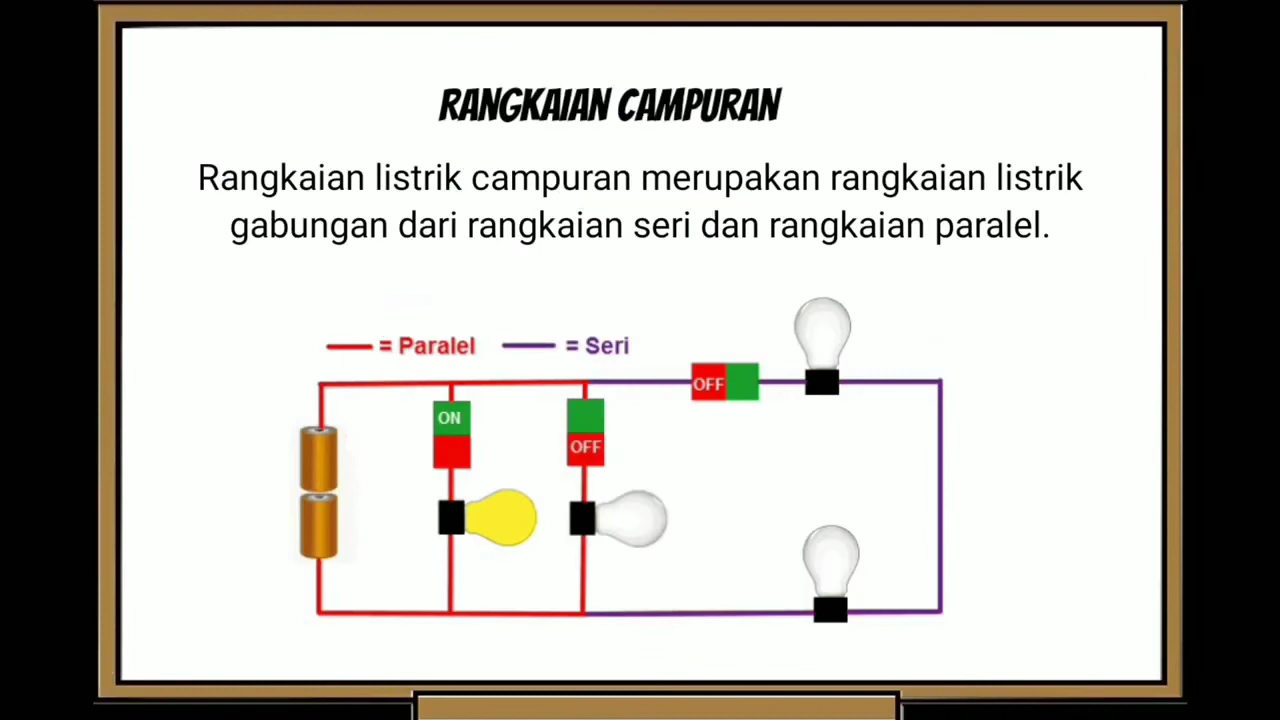 RANGKAIAN CAMPURAN
Rangkaian listrik campuran merupakan rangkaian listrik
gabungan dari rangkaian seri dan rangkaian paralel.
= Paralel = Seri
OFF
ON
OFF